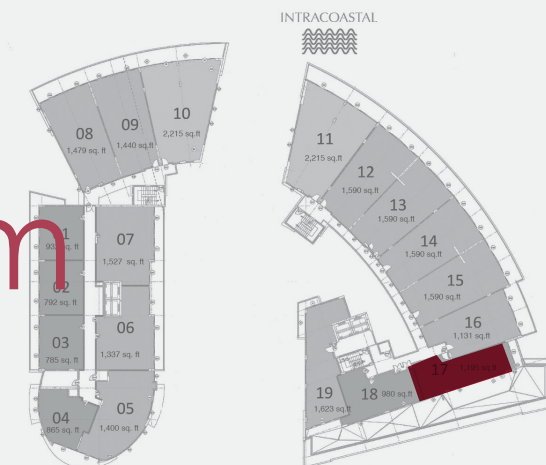 INTRACOASTAL
10
2,215 sq.ft
09
1,440 sq. ft
08
1,479 sq. ft
11
2,215 sq.ft
12
1,590 sq.ft
13
1,590 sq.ft
14
1,590 sq.ft
15
1,590 sq.ft
16
1,131 sq.ft
17
18
980 sq.ft
19
1,623 sq.ft
07
1,527 sq. ft
m
02
792 sq. ft
06
1,337 sq. ft
03
785 sq. ft
05
1,400 sq. ft
04
865 sq. ft